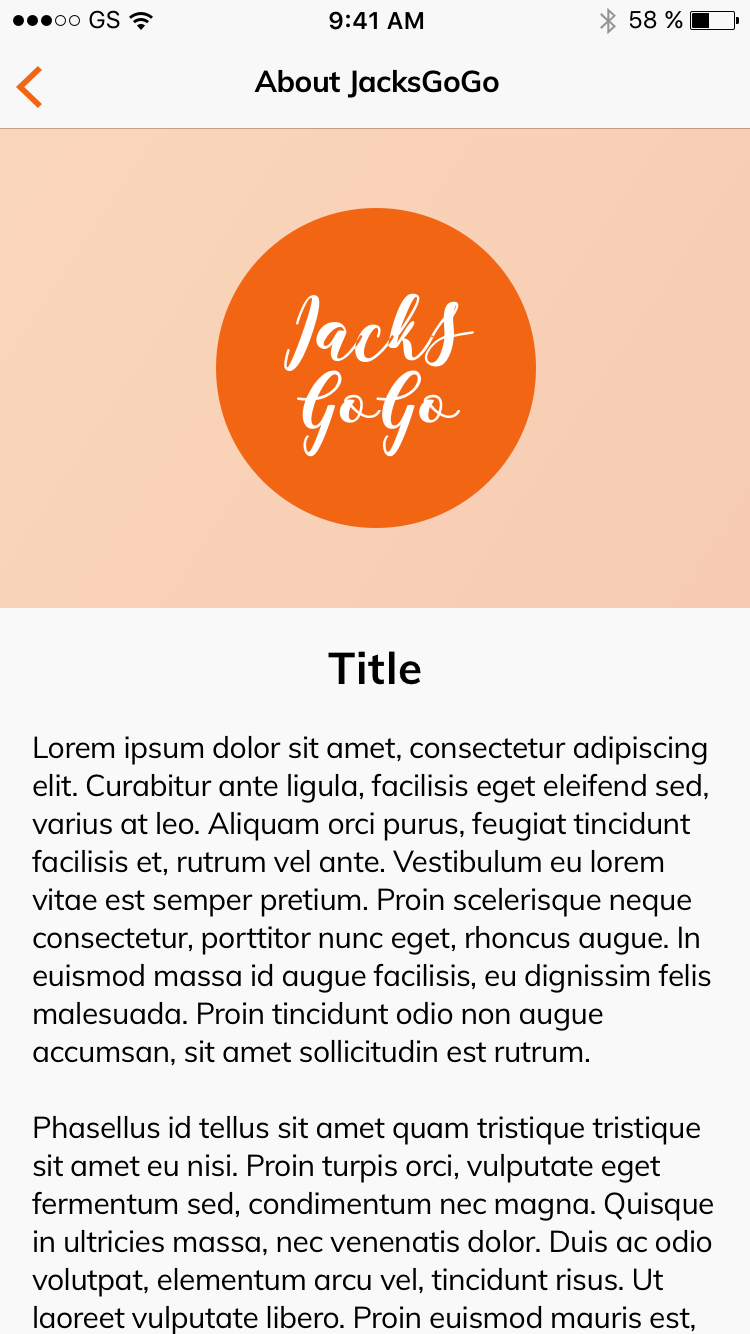 GS 9:41 AM 58 %
About JacksGoGo
Jacks
GoGo
Title
Lorem ipsum dolor sit amet, consectetur adipiscing
elit. Curabitur ante ligula, facilisis eget eleifend sed,
varius at leo. Aliquam orci purus, feugiat tincidunt
facilisis et, rutrum vel ante. Vestibulum eu lorem
vitae est semper pretium. Proin scelerisque neque
consectetur, porttitor nunc eget, rhoncus augue. In
euismod massa id augue facilisis, eu dignissim felis
malesuada. Proin tincidunt odio non augue
accumsan, sit amet sollicitudin est rutrum.
Phasellus id tellus sit amet quam tristique tristique
sit amet eu nisi. Proin turpis orci, vulputate eget
fermentum sed, condimentum nec magna. Quisque
in ultricies massa, nec venenatis dolor. Duis ac odio
volutpat, elementum arcu vel, tincidunt risus. Ut
laoreet vulputate libero. Proin euismod mauris est,